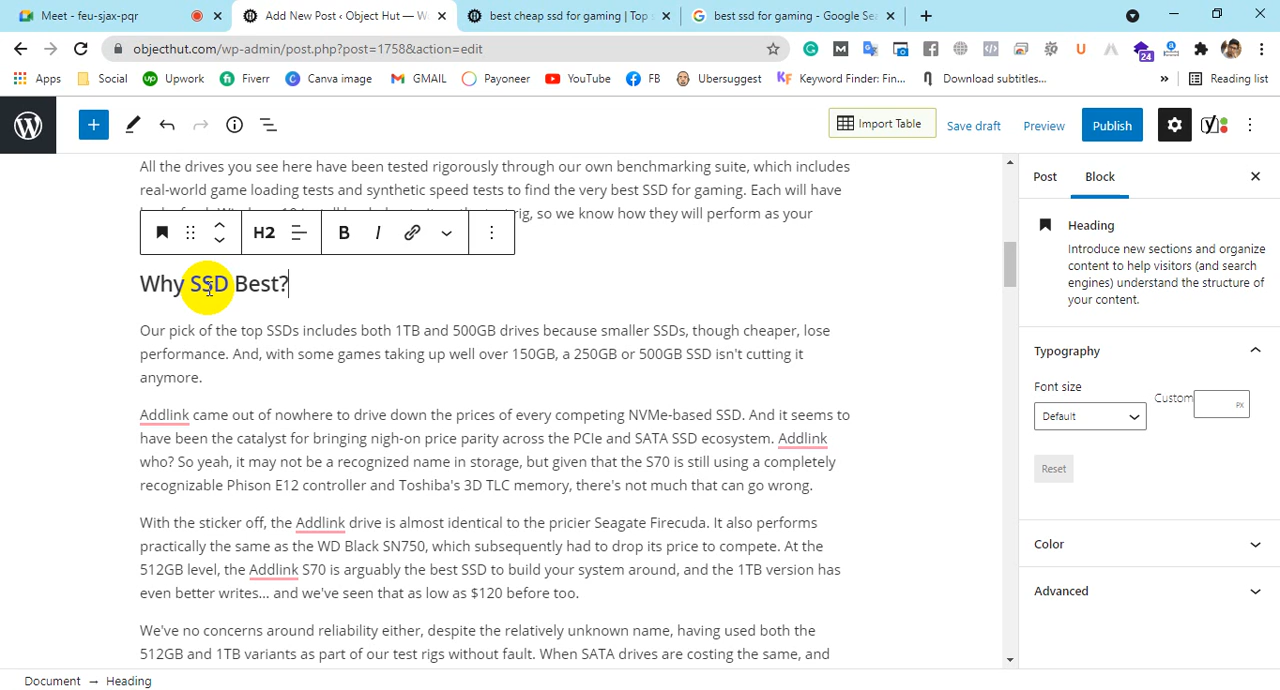 Meet - feu-sjax-pqr
Add New Post ‹ Object Hut — W
best cheap ssd for gaming | Top s
best ssd for gaming - Google Sea
objecthut.com/wp-admin/post.php?post=1758&action=edit
24
Apps
Social
Upwork
Fiverr
Canva image
GMAIL
Payoneer
YouTube
FB
Ubersuggest
Keyword Finder: Fin...
Download subtitles...
»
Reading list
Import Table
Save draft
Preview
Publish
All the drives you see here have been tested rigorously through our own benchmarking suite, which includes
real-world game loading tests and synthetic speed tests to find the very best SSD for gaming. Each will have
rig, so we know how they will perform as your
H2
B
I
Why SSD Best?
Our pick of the top SSDs includes both 1TB and 500GB drives because smaller SSDs, though cheaper, lose
performance. And, with some games taking up well over 150GB, a 250GB or 500GB SSD isn't cutting it
anymore.
Addlink came out of nowhere to drive down the prices of every competing NVMe-based SSD. And it seems to
have been the catalyst for bringing nigh-on price parity across the PCIe and SATA SSD ecosystem. Addlink
who? So yeah, it may not be a recognized name in storage, but given that the S70 is still using a completely
recognizable Phison E12 controller and Toshiba's 3D TLC memory, there's not much that can go wrong.
With the sticker off, the Addlink drive is almost identical to the pricier Seagate Firecuda. It also performs
practically the same as the WD Black SN750, which subsequently had to drop its price to compete. At the
512GB level, the Addlink S70 is arguably the best SSD to build your system around, and the 1TB version has
even better writes... and we've seen that as low as $120 before too.
We've no concerns around reliability either, despite the relatively unknown name, having used both the
512GB and 1TB variants as part of our test rigs without fault. When SATA drives are costing the same, and
Post
Block
Heading
Introduce new sections and organize
content to help visitors (and search
engines) understand the structure of
your content.
Typography
Font size
Custom
Default
PX
Reset
Color
Advanced
Document → Heading